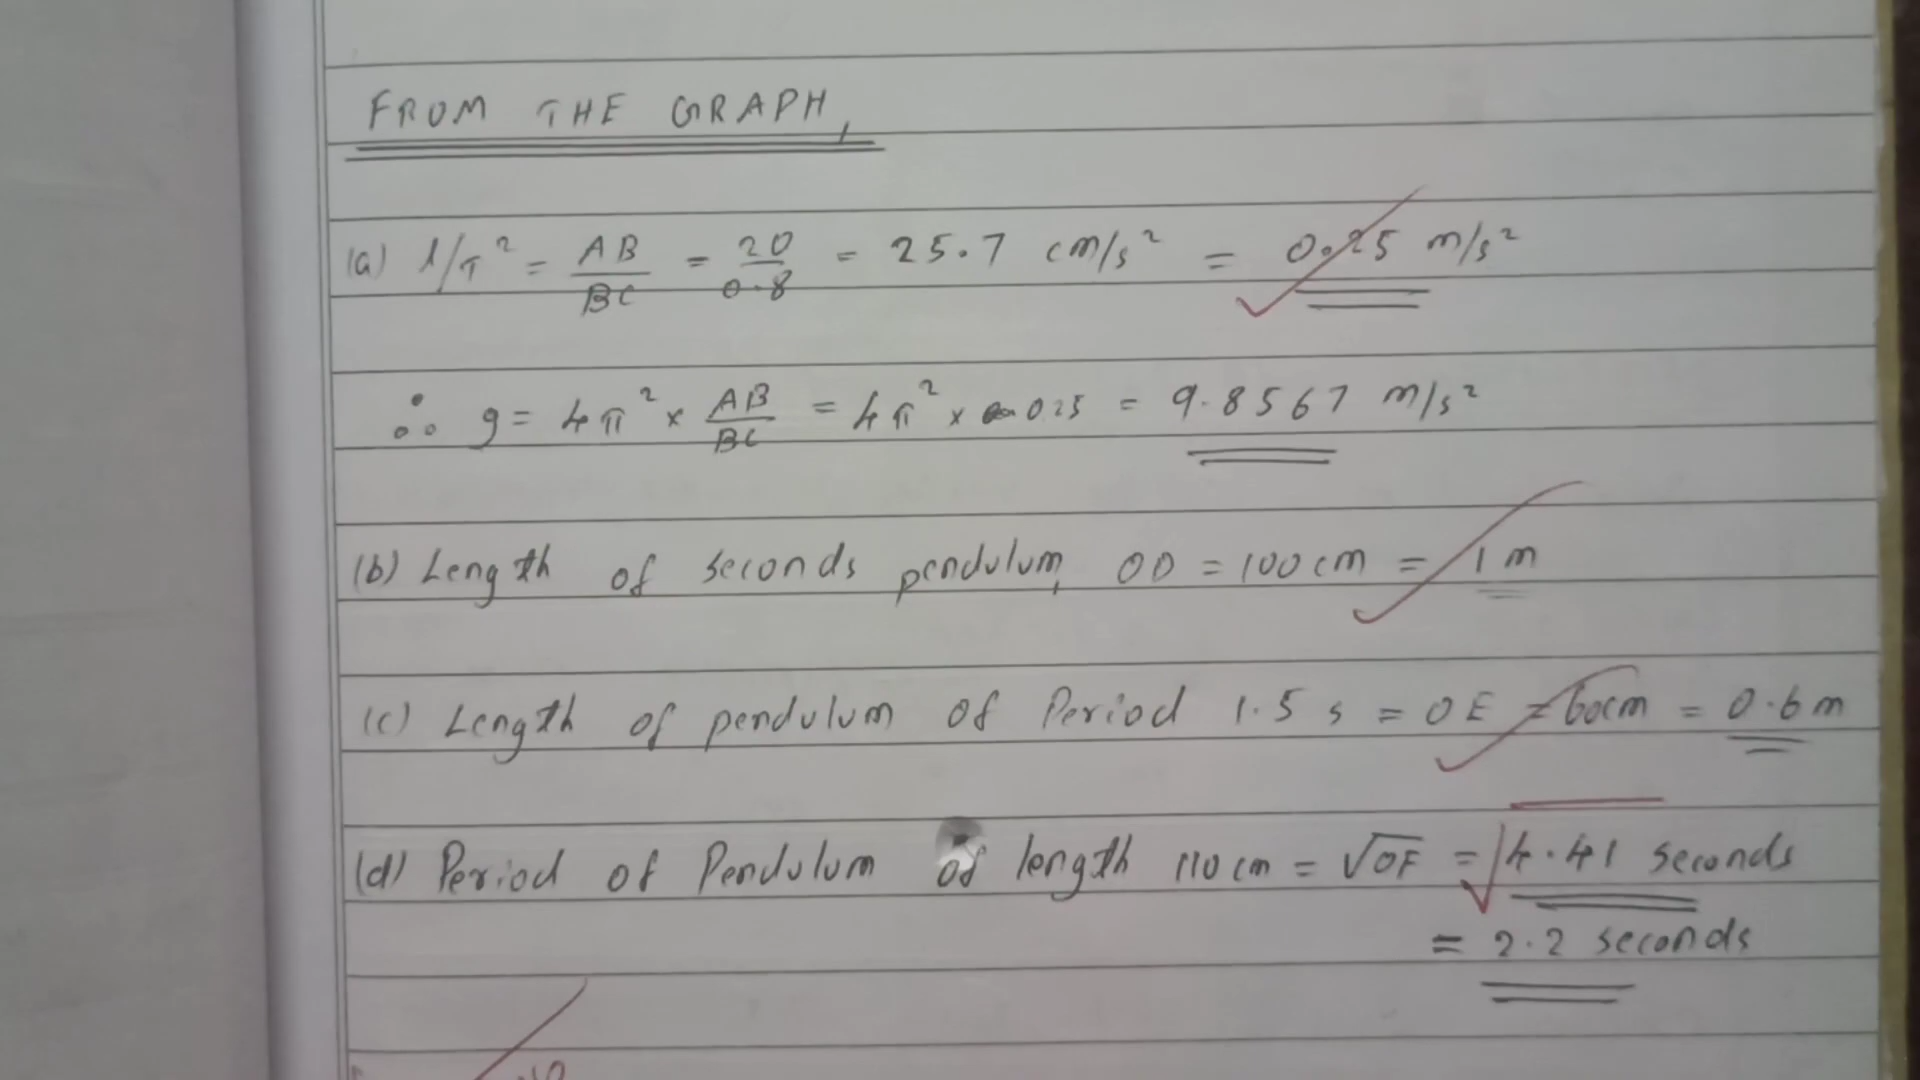 FROM THE GRAPH,
(a) l/T² = AB/BC = 20/0.8 = 25.7 cm/s² = 0.25 m/s²
∴ g = 4π² × AB/BC = 4π² × 0.25 = 9.8567 m/s²
(b) Length of seconds pendulum, OD = 100 cm = 1 m
(c) Length of pendulum of Period 1.5 s = OE = 60cm = 0.6 m
(d) Period of Pendulum of length 110 cm = √OF = √4.41 seconds
= 2.2 seconds